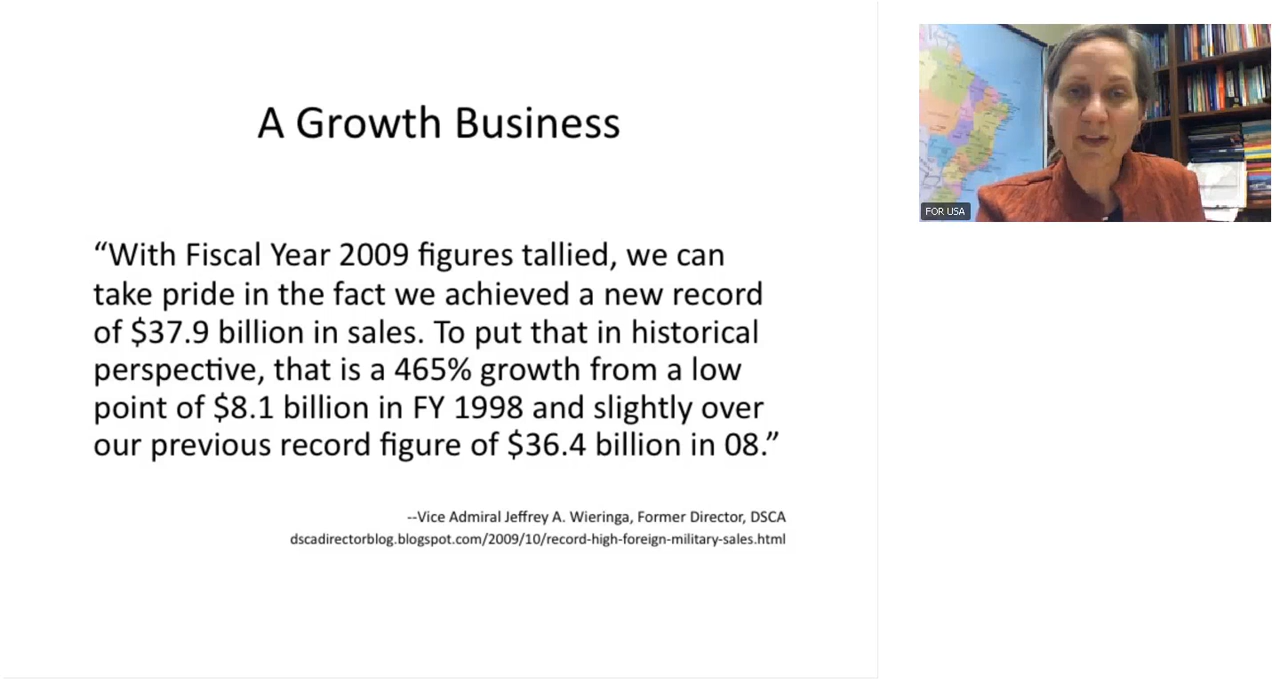 A Growth Business
“With Fiscal Year 2009 figures tallied, we can
take pride in the fact we achieved a new record
of $37.9 billion in sales. To put that in historical
perspective, that is a 465% growth from a low
point of $8.1 billion in FY 1998 and slightly over
our previous record figure of $36.4 billion in 08.”
--Vice Admiral Jeffrey A. Wieringa, Former Director, DSCA
dscadirectorblog.blogspot.com/2009/10/record-high-foreign-military-sales.html
FOR USA